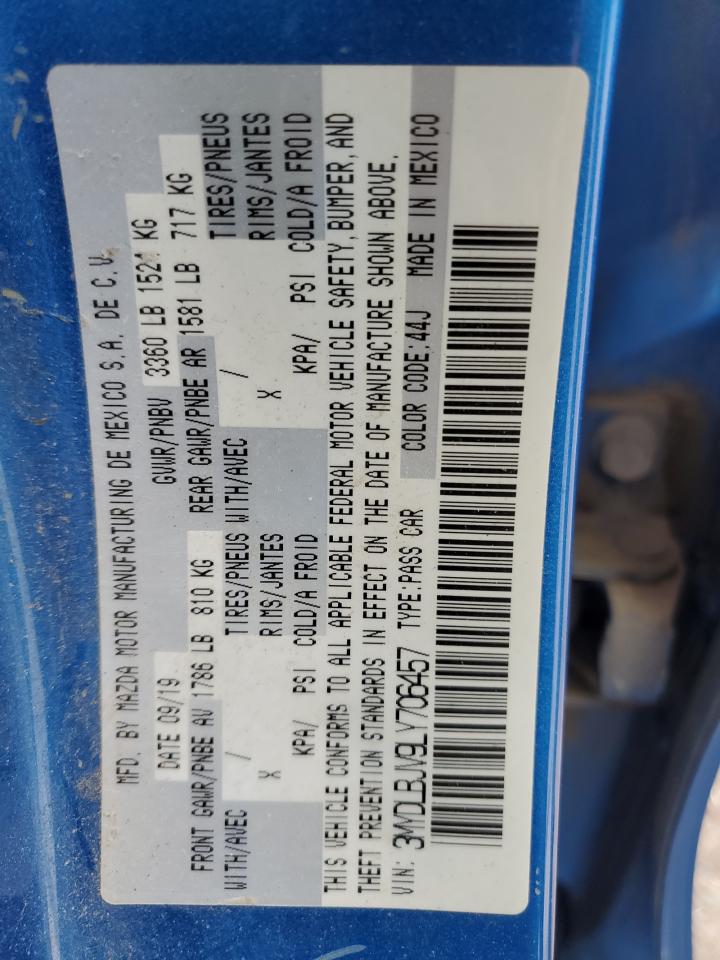 MFD. BY MAZDA MOTOR MANUFACTURING DE MEXICO S.A. DE C.V.
DATE 09/19 GVWR/PNBV 3360 LB 1524 KG
FRONT GAWR/PNBE AV 1786 LB 810 KG REAR GAWR/PNBE AR 1581 LB 717 KG
WITH/AVEC / TIRES/PNEUS WITH/AVEC / TIRES/PNEUS
X RIMS/JANTES X RIMS/JANTES
KPA/ PSI COLD/A FROID KPA/ PSI COLD/A FROID
THIS VEHICLE CONFORMS TO ALL APPLICABLE FEDERAL MOTOR VEHICLE SAFETY, BUMPER, AND
THEFT PREVENTION STANDARDS IN EFFECT ON THE DATE OF MANUFACTURE SHOWN ABOVE.
VIN: 3MYDLBJV9LY706457 TYPE:PASS CAR COLOR CODE:44J MADE IN MEXICO